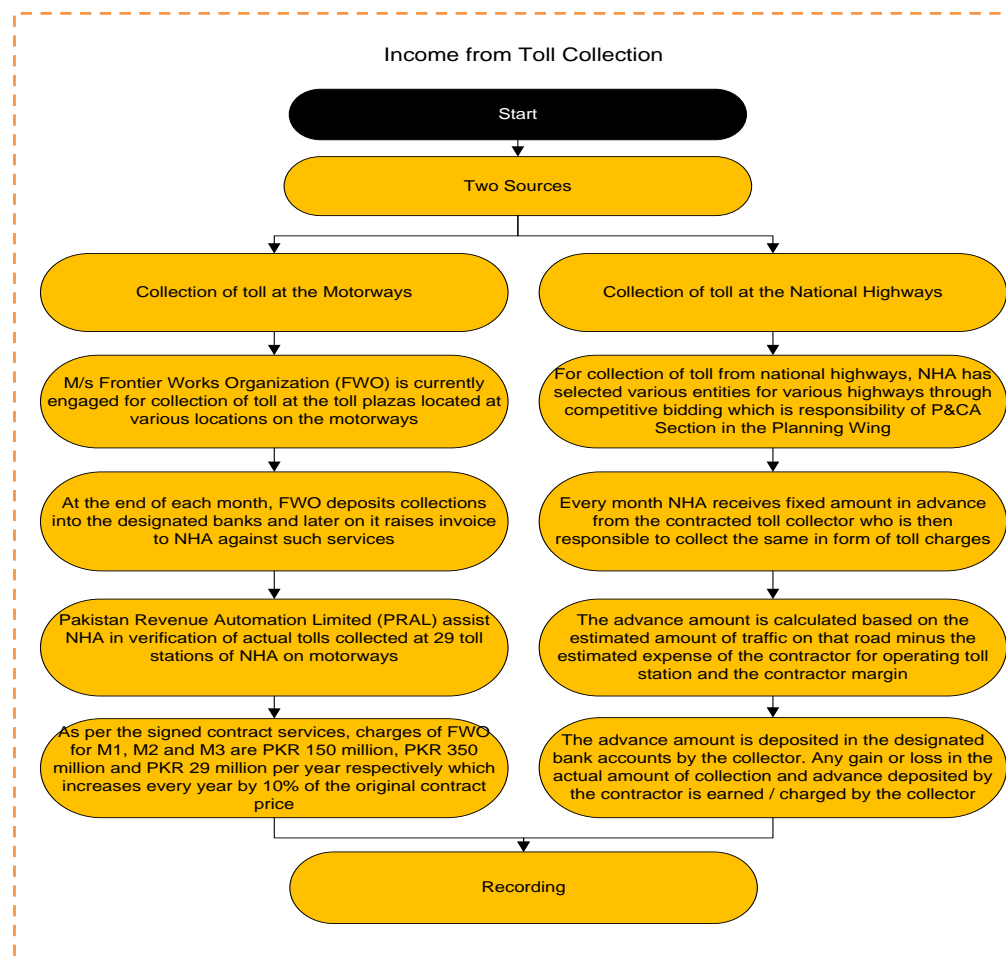 Income from Toll Collection
Start
Two Sources
Collection of toll at the Motorways
M/s Frontier Works Organization (FWO) is currently
engaged for collection of toll at the toll plazas located at
various locations on the motorways
At the end of each month, FWO deposits collections
into the designated banks and later on it raises invoice
to NHA against such services
Pakistan Revenue Automation Limited (PRAL) assist
NHA in verification of actual tolls collected at 29 toll
stations of NHA on motorways
As per the signed contract services, charges of FWO
for M1, M2 and M3 are PKR 150 million, PKR 350
million and PKR 29 million per year respectively which
increases every year by 10% of the original contract
price
Collection of toll at the National Highways
For collection of toll from national highways, NHA has
selected various entities for various highways through
competitive bidding which is responsibility of P&CA
Section in the Planning Wing
Every month NHA receives fixed amount in advance
from the contracted toll collector who is then
responsible to collect the same in form of toll charges
The advance amount is calculated based on the
estimated amount of traffic on that road minus the
estimated expense of the contractor for operating toll
station and the contractor margin
The advance amount is deposited in the designated
bank accounts by the collector. Any gain or loss in the
actual amount of collection and advance deposited by
the contractor is earned / charged by the collector
Recording